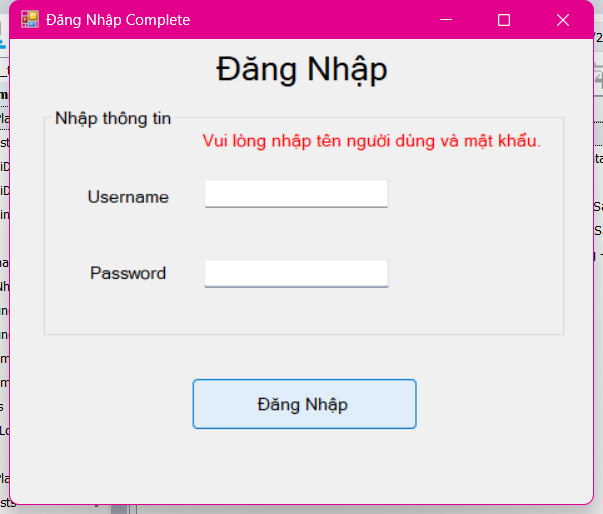 Đăng Nhập Complete
Đăng Nhập
Nhập thông tin
Vui lòng nhập tên người dùng và mật khẩu.
Username
Password
Đăng Nhập